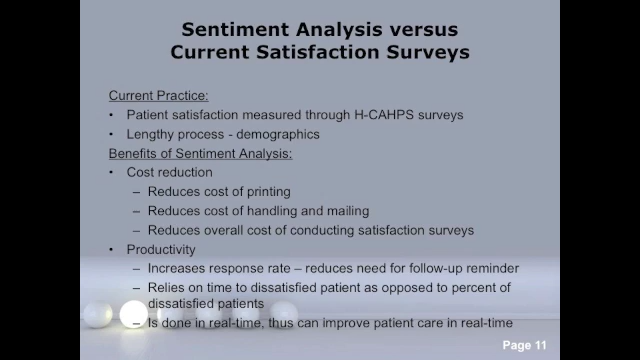 Sentiment Analysis versus
Current Satisfaction Surveys
Current Practice:
• Patient satisfaction measured through H-CAHPS surveys
• Lengthy process - demographics
Benefits of Sentiment Analysis:
• Cost reduction
– Reduces cost of printing
– Reduces cost of handling and mailing
– Reduces overall cost of conducting satisfaction surveys
• Productivity
– Increases response rate – reduces need for follow-up reminder
– Relies on time to dissatisfied patient as opposed to percent of
dissatisfied patients
– Is done in real-time, thus can improve patient care in real-time
Page 11